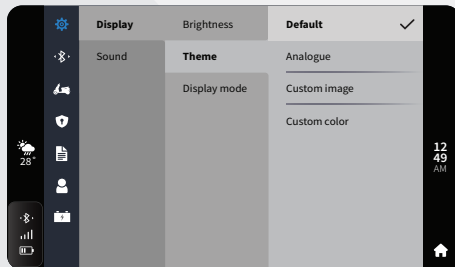 Display
Sound
Brightness
Theme
Display mode
Default
Analogue
Custom image
Custom color
28°
12
49
AM